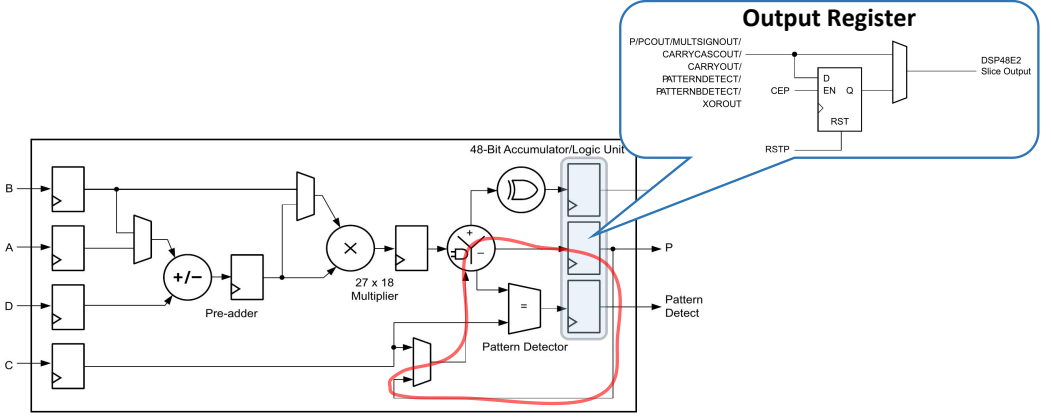 Output Register
P/PCOUT/MULTSIGNOUT/
CARRYCASCOUT/
CARRYOUT/
PATTERNDETECT/
PATTERNBDETECT/
XOROUT
CEP
D
EN Q
RST
RSTP
DSP48E2
Slice Output
48-Bit Accumulator/Logic Unit
B
A
D
C
+/−
Pre-adder
×
27 x 18
Multiplier
+
−
=
Pattern Detector
P
Pattern
Detect